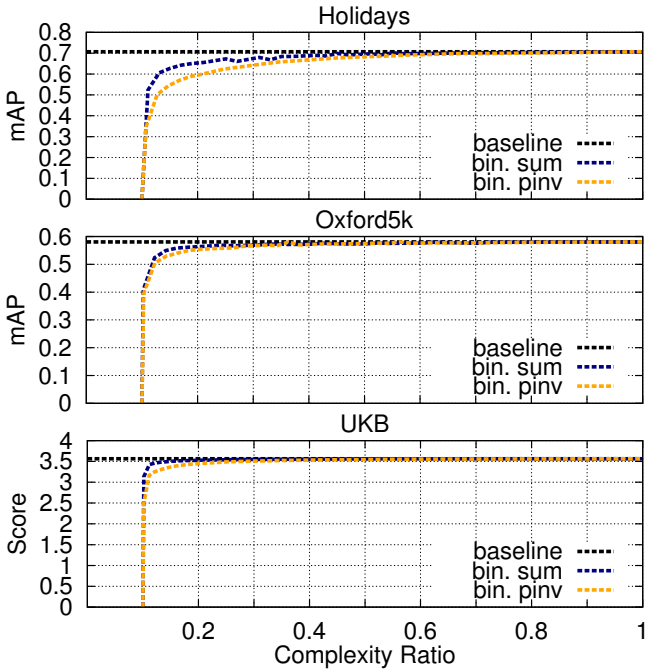 Holidays
0.8
0.7
0.6
0.5
0.4
0.3
0.2
0.1
0
mAP
baseline
bin. sum
bin. pinv
Oxford5k
0.6
0.5
0.4
0.3
0.2
0.1
0
mAP
baseline
bin. sum
bin. pinv
UKB
4
3.5
3
2.5
2
1.5
1
0.5
0
Score
baseline
bin. sum
bin. pinv
0.2 0.4 0.6 0.8 1
Complexity Ratio